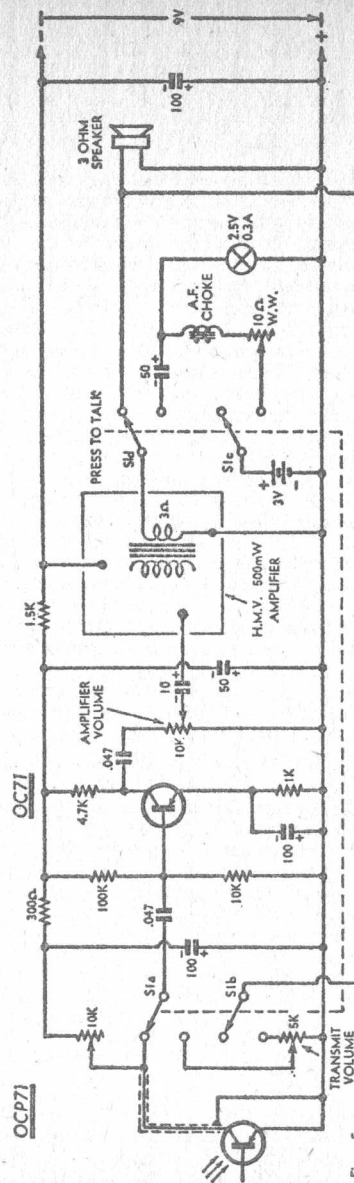 OCP71
OC71
9V
100
3 OHM
SPEAKER
2.5V
0.3A
A.F.
CHOKE
10Ω
W.W.
50
PRESS TO TALK
S1d
S1c
3V
3Ω
H.M.V. 500mW
AMPLIFIER
1.5K
10
50
AMPLIFIER
VOLUME
.047
10K
4.7K
1K
100
300Ω
100K
10K
.047
100
S1a
S1b
10K
5K
TRANSMIT
VOLUME